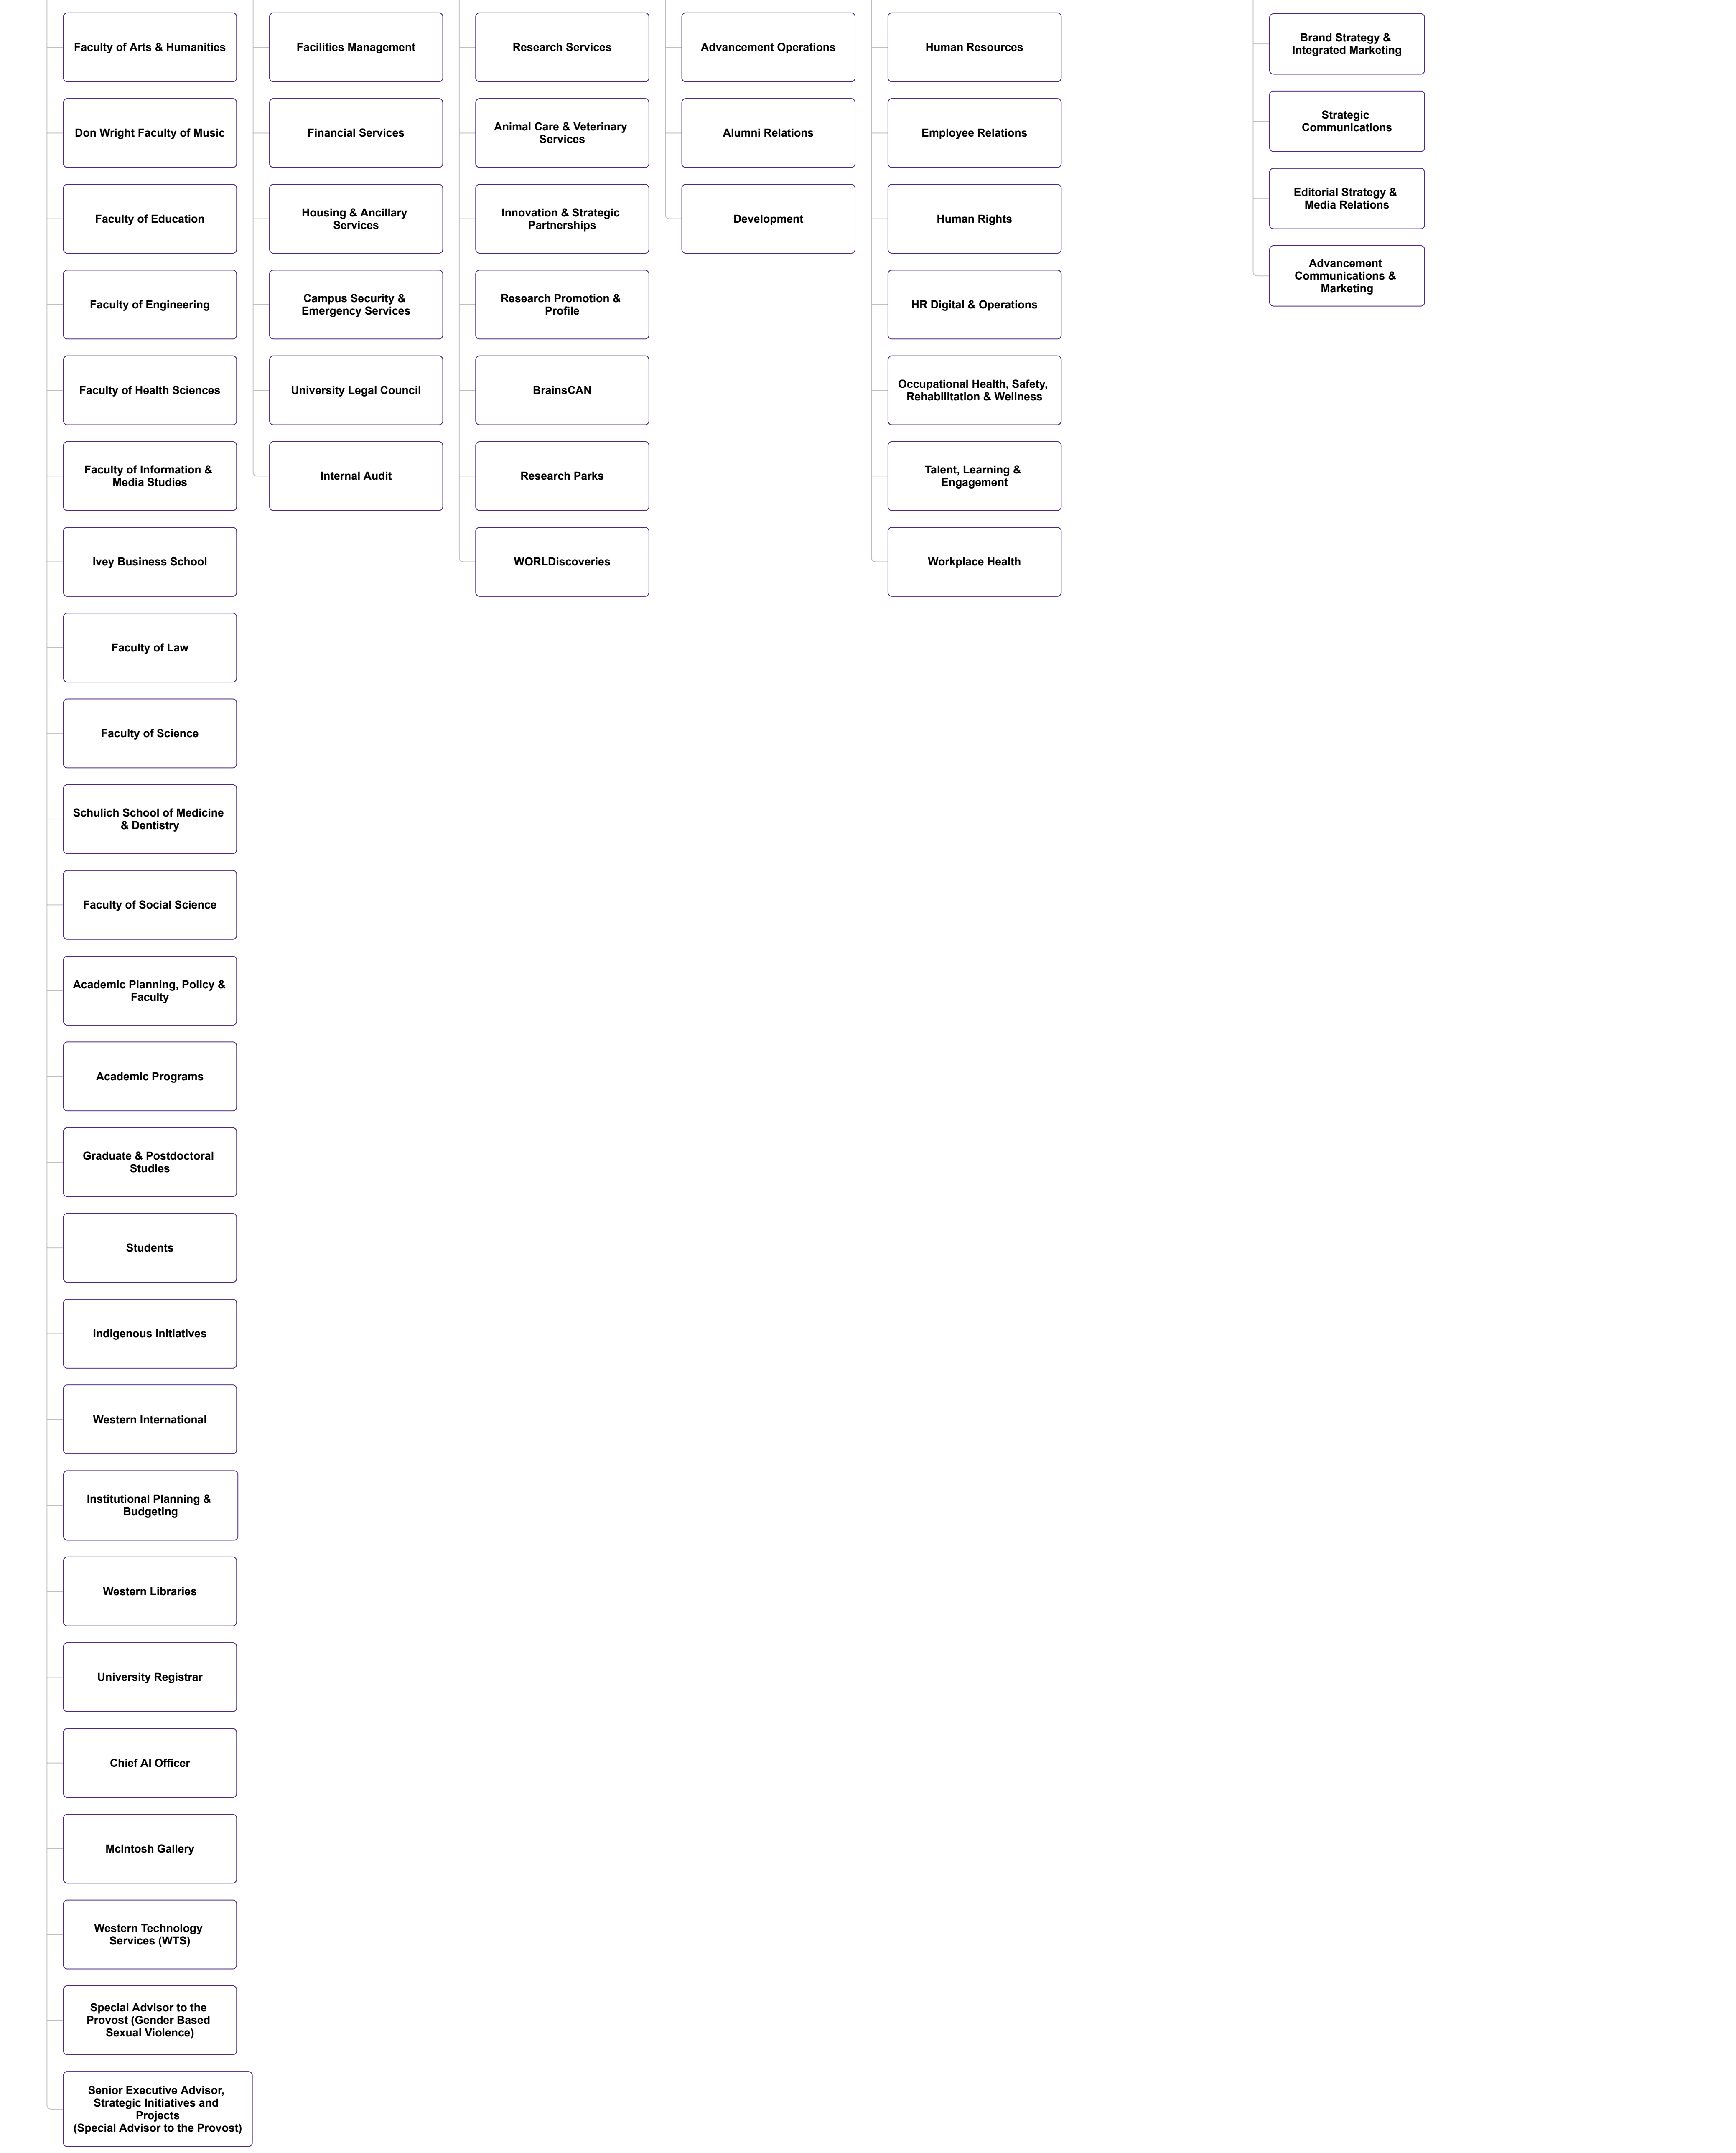 Faculty of Arts & Humanities
Don Wright Faculty of Music
Faculty of Education
Faculty of Engineering
Faculty of Health Sciences
Faculty of Information &
Media Studies
Ivey Business School
Faculty of Law
Faculty of Science
Schulich School of Medicine
& Dentistry
Faculty of Social Science
Academic Planning, Policy &
Faculty
Academic Programs
Graduate & Postdoctoral
Studies
Students
Indigenous Initiatives
Western International
Institutional Planning &
Budgeting
Western Libraries
University Registrar
Chief AI Officer
McIntosh Gallery
Western Technology
Services (WTS)
Special Advisor to the
Provost (Gender Based
Sexual Violence)
Senior Executive Advisor,
Strategic Initiatives and
Projects
(Special Advisor to the Provost)
Facilities Management
Financial Services
Housing & Ancillary
Services
Campus Security &
Emergency Services
University Legal Council
Internal Audit
Research Services
Animal Care & Veterinary
Services
Innovation & Strategic
Partnerships
Research Promotion &
Profile
BrainsCAN
Research Parks
WORLDiscoveries
Advancement Operations
Alumni Relations
Development
Human Resources
Employee Relations
Human Rights
HR Digital & Operations
Occupational Health, Safety,
Rehabilitation & Wellness
Talent, Learning &
Engagement
Workplace Health
Brand Strategy &
Integrated Marketing
Strategic
Communications
Editorial Strategy &
Media Relations
Advancement
Communications &
Marketing